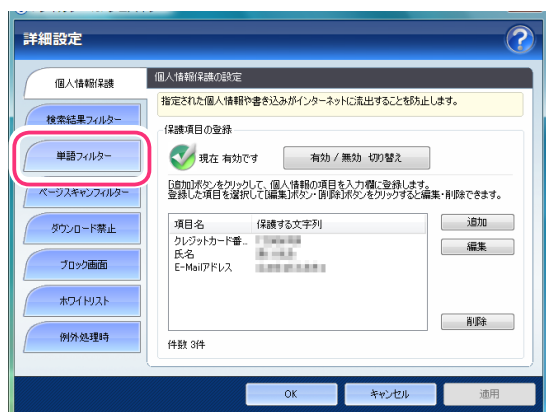 詳細設定
?
個人情報保護
検索結果フィルター
単語フィルター
ページスキャンフィルター
ダウンロード禁止
ブロック画面
ホワイトリスト
例外処理時
個人情報保護の設定
指定された個人情報や書き込みがインターネットに流出することを防止します。
保護項目の登録
現在 有効です
有効 / 無効 切り替え
[追加]ボタンをクリックして、個人情報の項目を入力欄に登録します。
登録した項目を選択して[編集]ボタン・[削除]ボタンをクリックすると編集・削除できます。
項目名 保護する文字列
クレジットカード番...
氏名
E-Mailアドレス
追加
編集
削除
件数 3件
OK キャンセル 適用